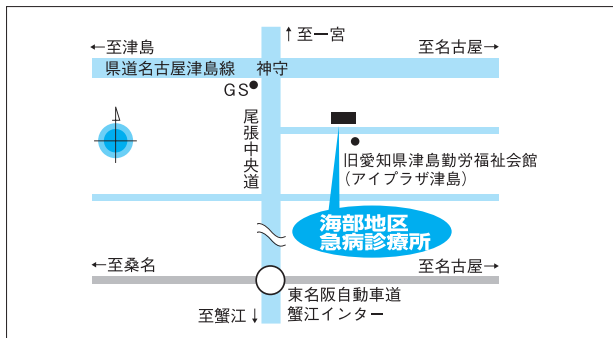 ↑至一宮
←至津島
至名古屋→
県道名古屋津島線 神守
GS
尾張中央道
旧愛知県津島勤労福祉会館
(アイプラザ津島)
海部地区
急病診療所
←至桑名
至名古屋→
東名阪自動車道
蟹江インター
至蟹江↓